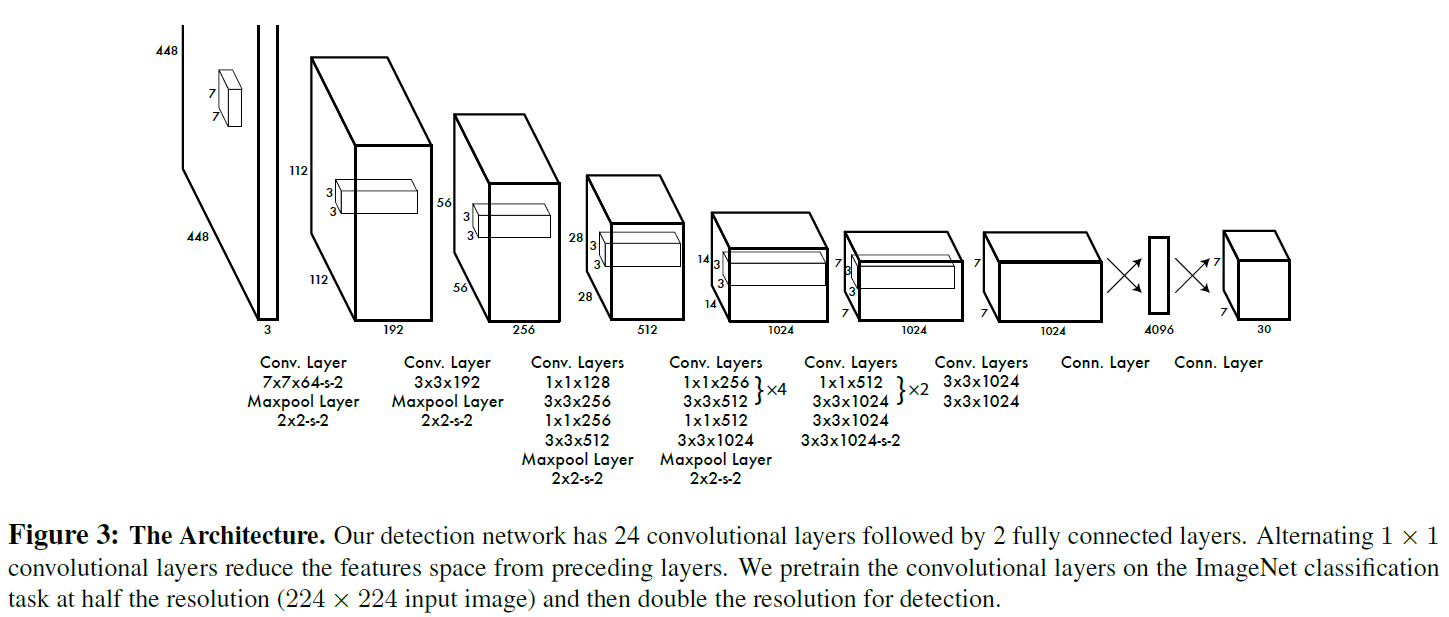 448
7
7
448
3
112
3
3
112
192
56
3
3
56
256
28
3
3
28
512
14
3
3
14
1024
7
3
3
7
1024
7
7
1024
4096
7
7
30
Conv. Layer
7x7x64-s-2
Maxpool Layer
2x2-s-2
Conv. Layer
3x3x192
Maxpool Layer
2x2-s-2
Conv. Layers
1x1x128
3x3x256
1x1x256
3x3x512
Maxpool Layer
2x2-s-2
Conv. Layers
1x1x256
3x3x512
}×4
1x1x512
3x3x1024
Maxpool Layer
2x2-s-2
Conv. Layers
1x1x512
3x3x1024
}×2
3x3x1024
3x3x1024-s-2
Conv. Layers
3x3x1024
3x3x1024
Conn. Layer
Conn. Layer
Figure 3: The Architecture. Our detection network has 24 convolutional layers followed by 2 fully connected layers. Alternating 1 × 1
convolutional layers reduce the features space from preceding layers. We pretrain the convolutional layers on the ImageNet classification
task at half the resolution (224 × 224 input image) and then double the resolution for detection.